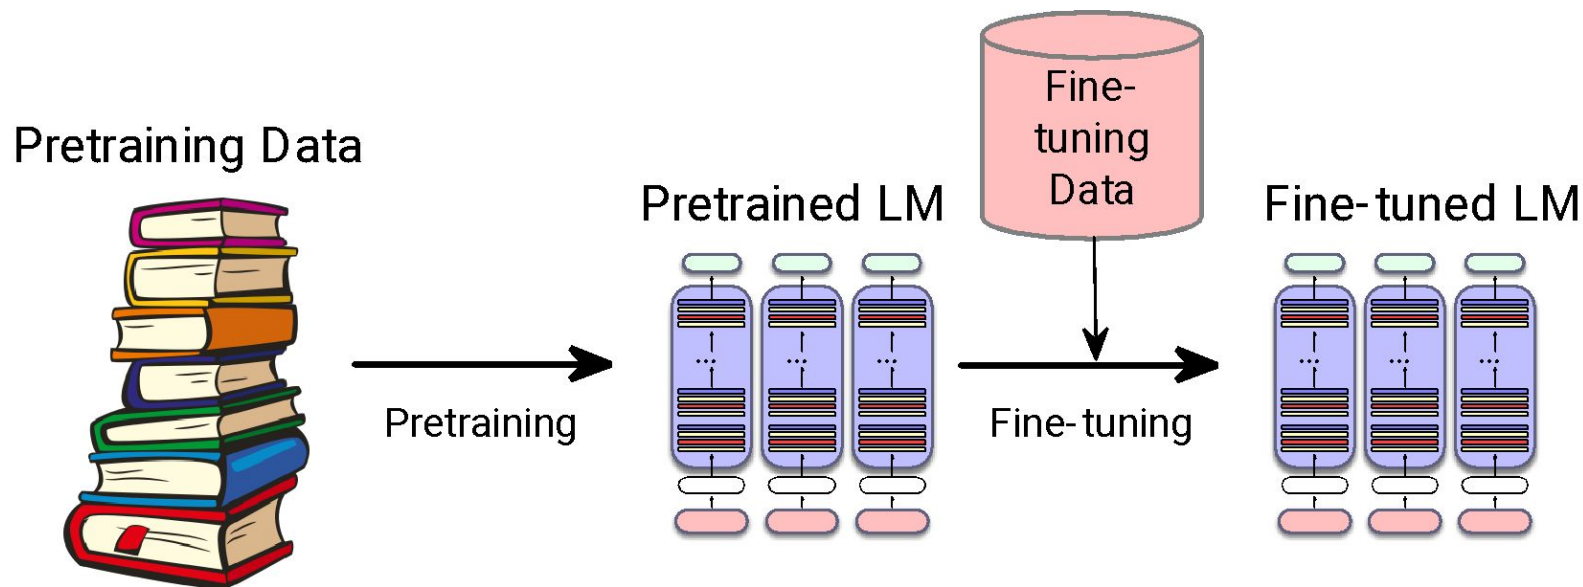 Pretraining Data
Pretraining
Pretrained LM
Fine-
tuning
Data
Fine-tuning
Fine-tuned LM